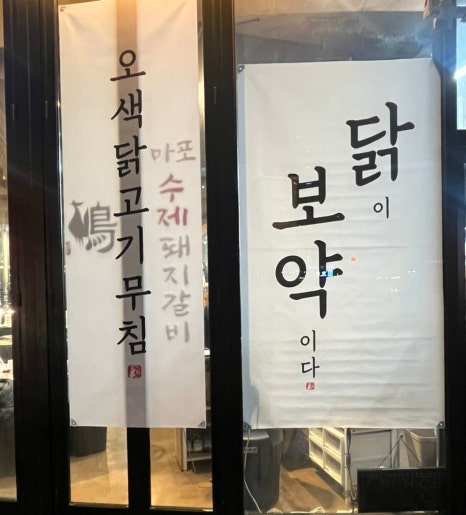 오색닭고기무침
마포
수제돼지갈비
닭이
보약
이다